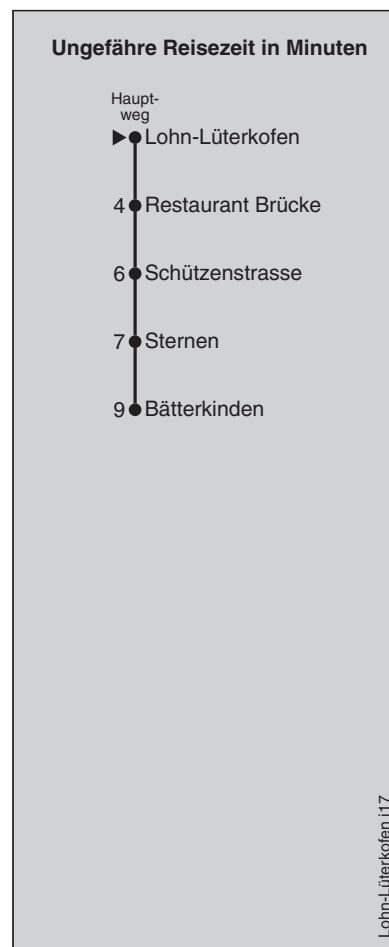 Ungefähre Reisezeit in Minuten
Haupt-
weg
Lohn-Lüterkofen
4 Restaurant Brücke
6 Schützenstrasse
7 Sternen
9 Bätterkinden
Lohn-Lüterkofen j17